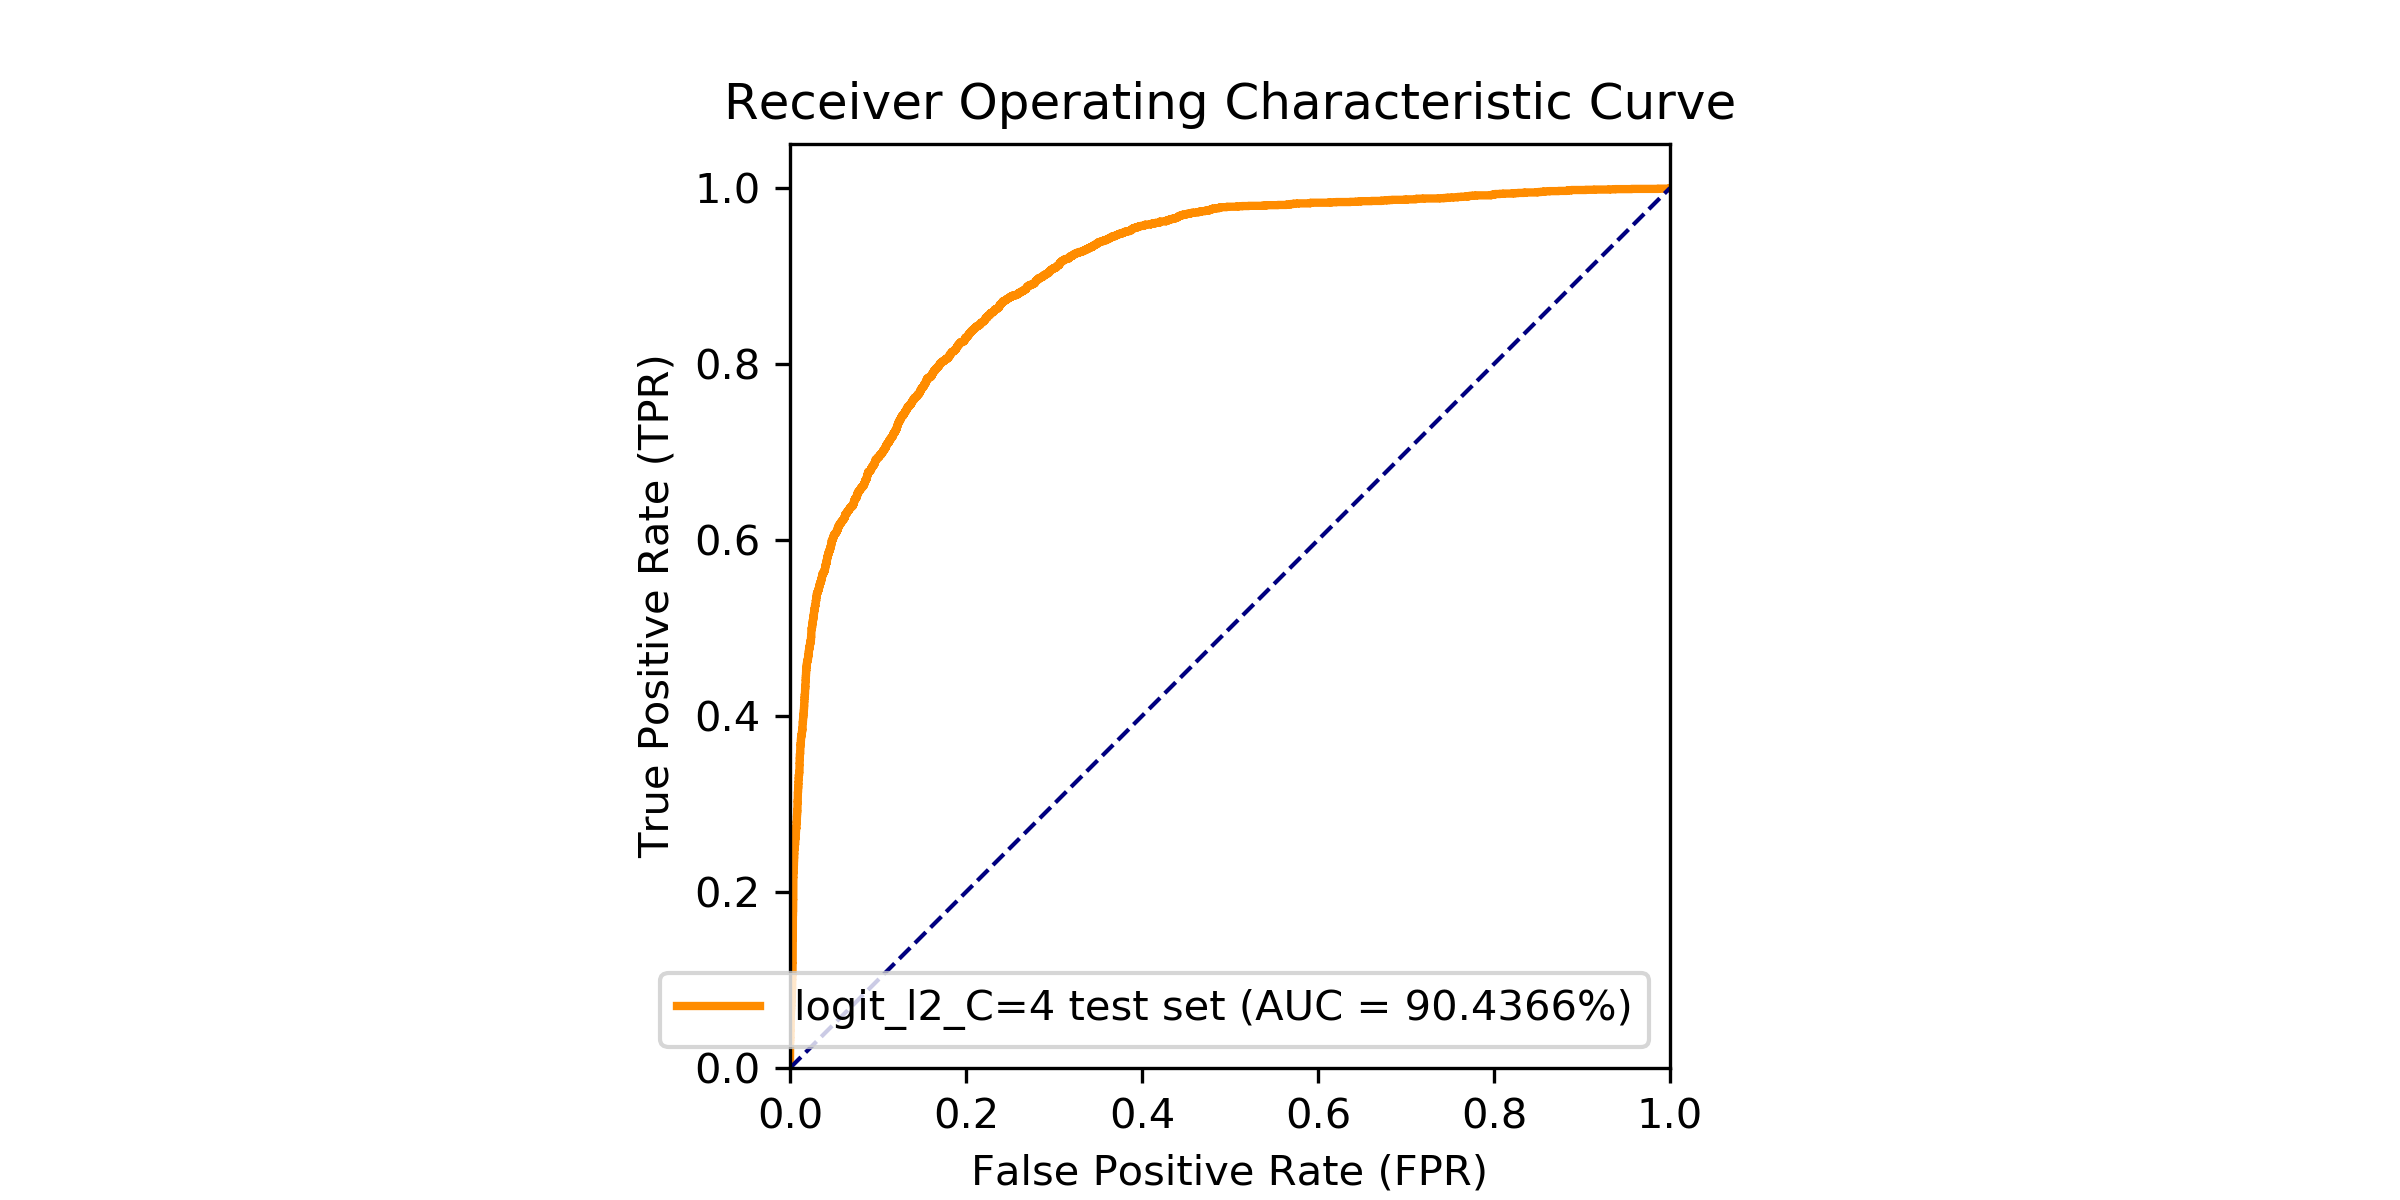 Receiver Operating Characteristic Curve
True Positive Rate (TPR)
1.0
0.8
0.6
0.4
0.2
0.0
logit_l2_C=4 test set (AUC = 90.4366%)
0.0 0.2 0.4 0.6 0.8 1.0
False Positive Rate (FPR)